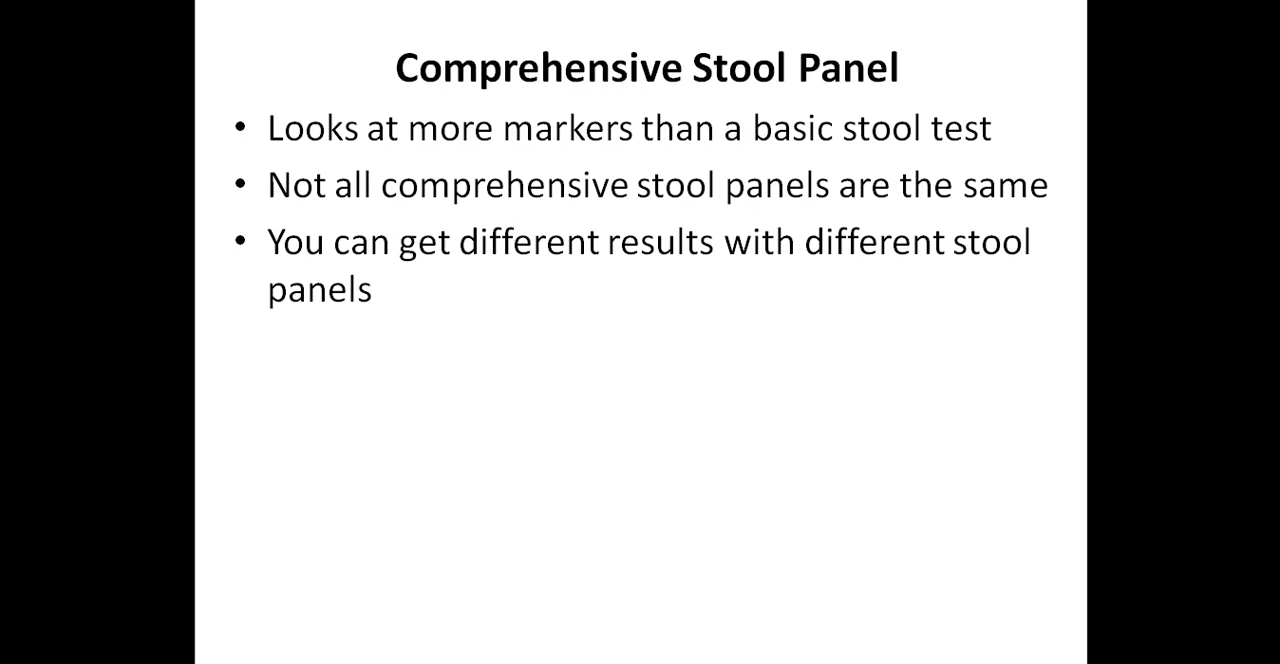 Comprehensive Stool Panel
• Looks at more markers than a basic stool test
• Not all comprehensive stool panels are the same
• You can get different results with different stool
panels